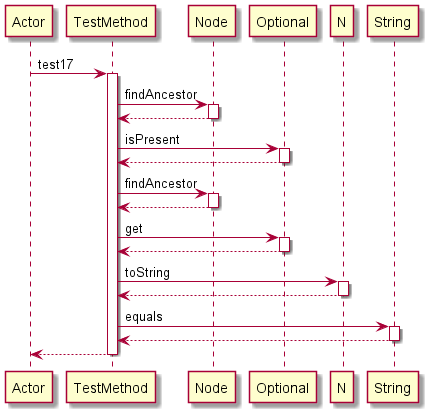 Actor TestMethod Node Optional N String
test17
findAncestor
isPresent
findAncestor
get
toString
equals
Actor TestMethod Node Optional N String